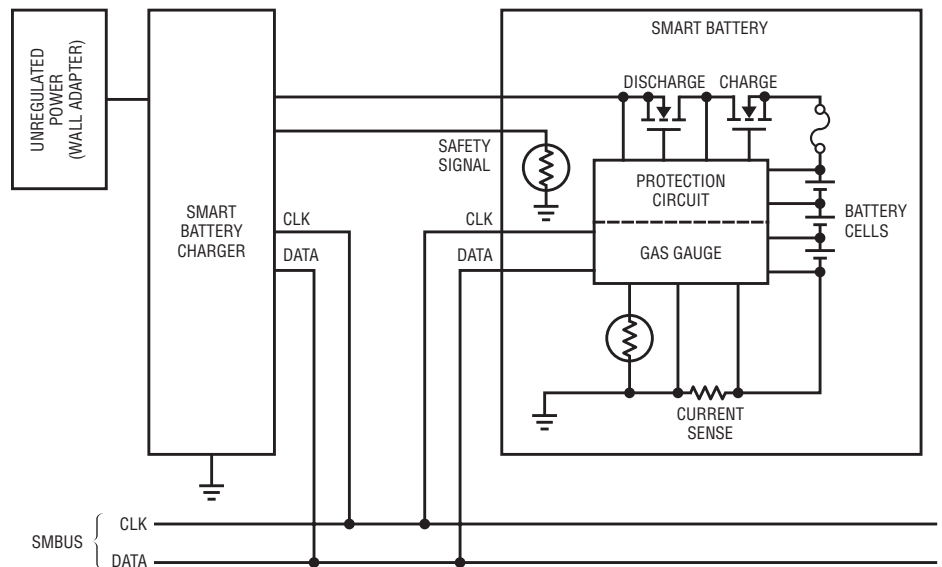 UNREGULATED
POWER
(WALL ADAPTER)
SMART
BATTERY
CHARGER
SAFETY
SIGNAL
CLK
DATA
CLK
DATA
SMART BATTERY
DISCHARGE
CHARGE
PROTECTION
CIRCUIT
GAS GAUGE
BATTERY
CELLS
CURRENT
SENSE
SMBUS
CLK
DATA